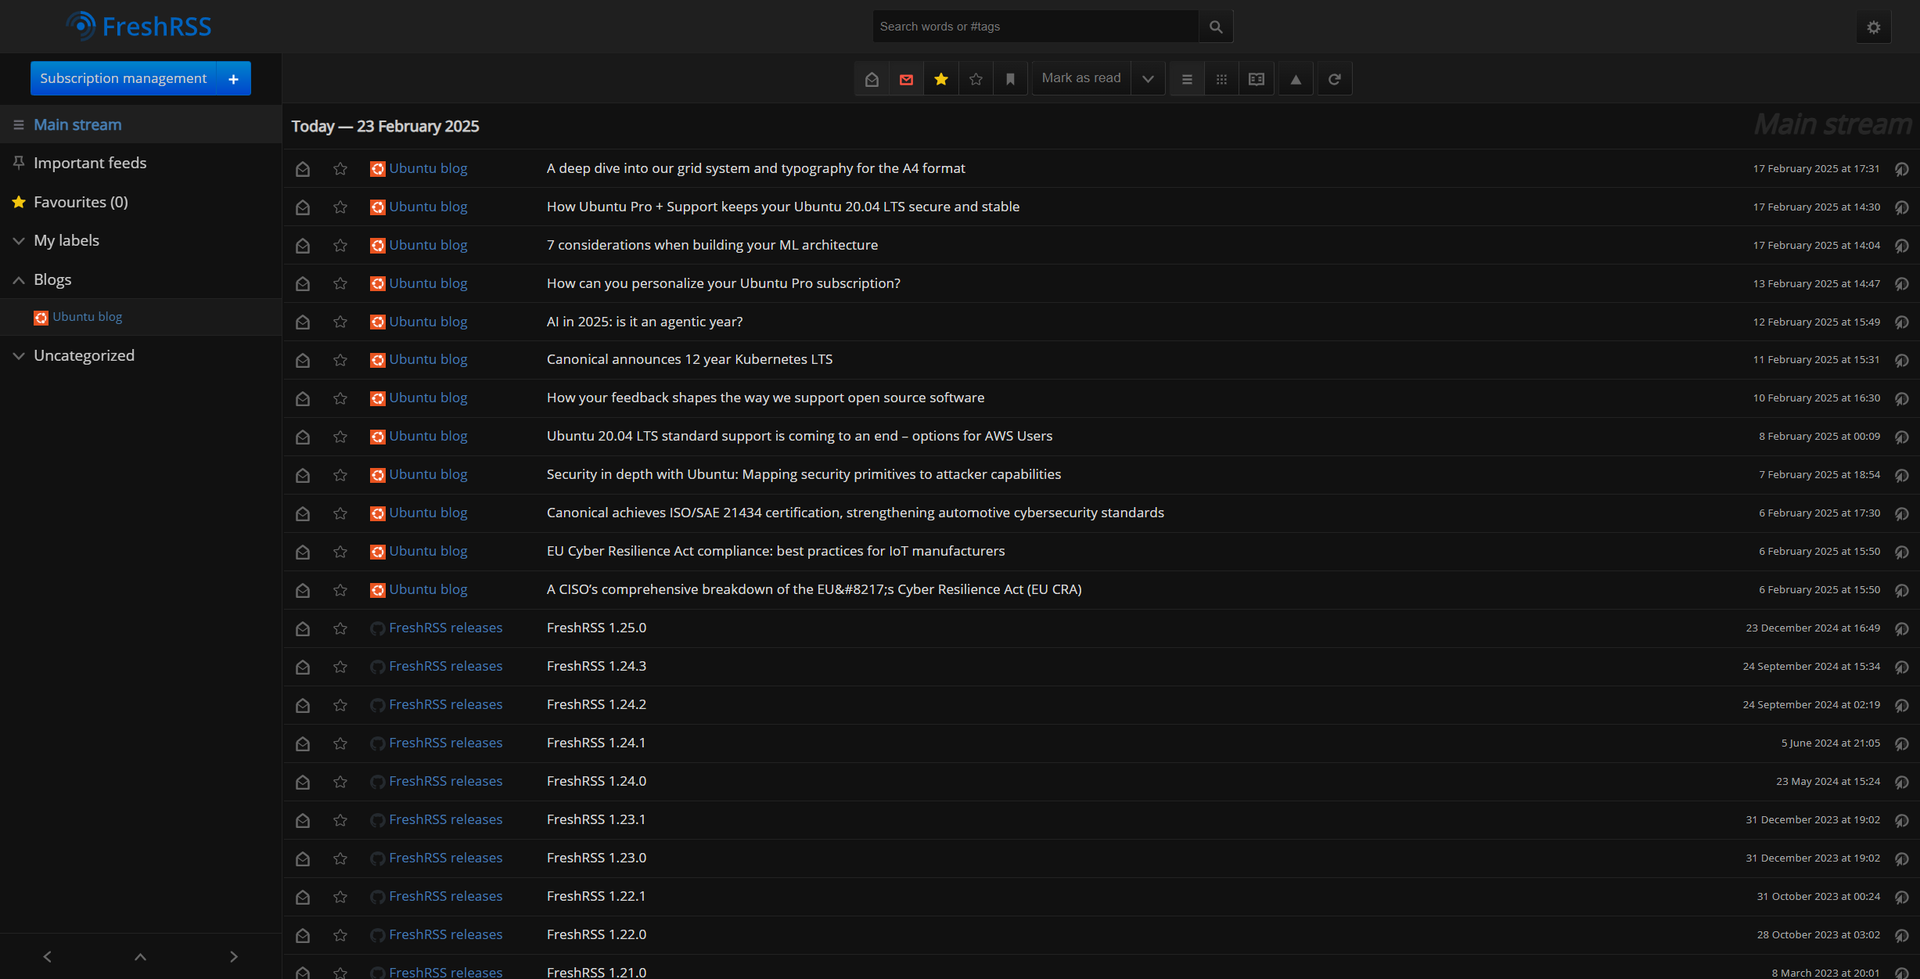 FreshRSS
Search words or #tags
Subscription management +
Mark as read
Main stream
Important feeds
Favourites (0)
My labels
Blogs
Ubuntu blog
Uncategorized
Today — 23 February 2025
Main stream
Ubuntu blog A deep dive into our grid system and typography for the A4 format 17 February 2025 at 17:31
Ubuntu blog How Ubuntu Pro + Support keeps your Ubuntu 20.04 LTS secure and stable 17 February 2025 at 14:30
Ubuntu blog 7 considerations when building your ML architecture 17 February 2025 at 14:04
Ubuntu blog How can you personalize your Ubuntu Pro subscription? 13 February 2025 at 14:47
Ubuntu blog AI in 2025: is it an agentic year? 12 February 2025 at 15:49
Ubuntu blog Canonical announces 12 year Kubernetes LTS 11 February 2025 at 15:31
Ubuntu blog How your feedback shapes the way we support open source software 10 February 2025 at 16:30
Ubuntu blog Ubuntu 20.04 LTS standard support is coming to an end – options for AWS Users 8 February 2025 at 00:09
Ubuntu blog Security in depth with Ubuntu: Mapping security primitives to attacker capabilities 7 February 2025 at 18:54
Ubuntu blog Canonical achieves ISO/SAE 21434 certification, strengthening automotive cybersecurity standards 6 February 2025 at 17:30
Ubuntu blog EU Cyber Resilience Act compliance: best practices for IoT manufacturers 6 February 2025 at 15:50
Ubuntu blog A CISO’s comprehensive breakdown of the EU&#8217;s Cyber Resilience Act (EU CRA) 6 February 2025 at 15:50
FreshRSS releases FreshRSS 1.25.0 23 December 2024 at 16:49
FreshRSS releases FreshRSS 1.24.3 24 September 2024 at 15:34
FreshRSS releases FreshRSS 1.24.2 24 September 2024 at 02:19
FreshRSS releases FreshRSS 1.24.1 5 June 2024 at 21:05
FreshRSS releases FreshRSS 1.24.0 23 May 2024 at 15:24
FreshRSS releases FreshRSS 1.23.1 31 December 2023 at 19:02
FreshRSS releases FreshRSS 1.23.0 31 December 2023 at 19:02
FreshRSS releases FreshRSS 1.22.1 31 October 2023 at 00:24
FreshRSS releases FreshRSS 1.22.0 28 October 2023 at 03:02
FreshRSS releases FreshRSS 1.21.0 8 March 2023 at 20:01